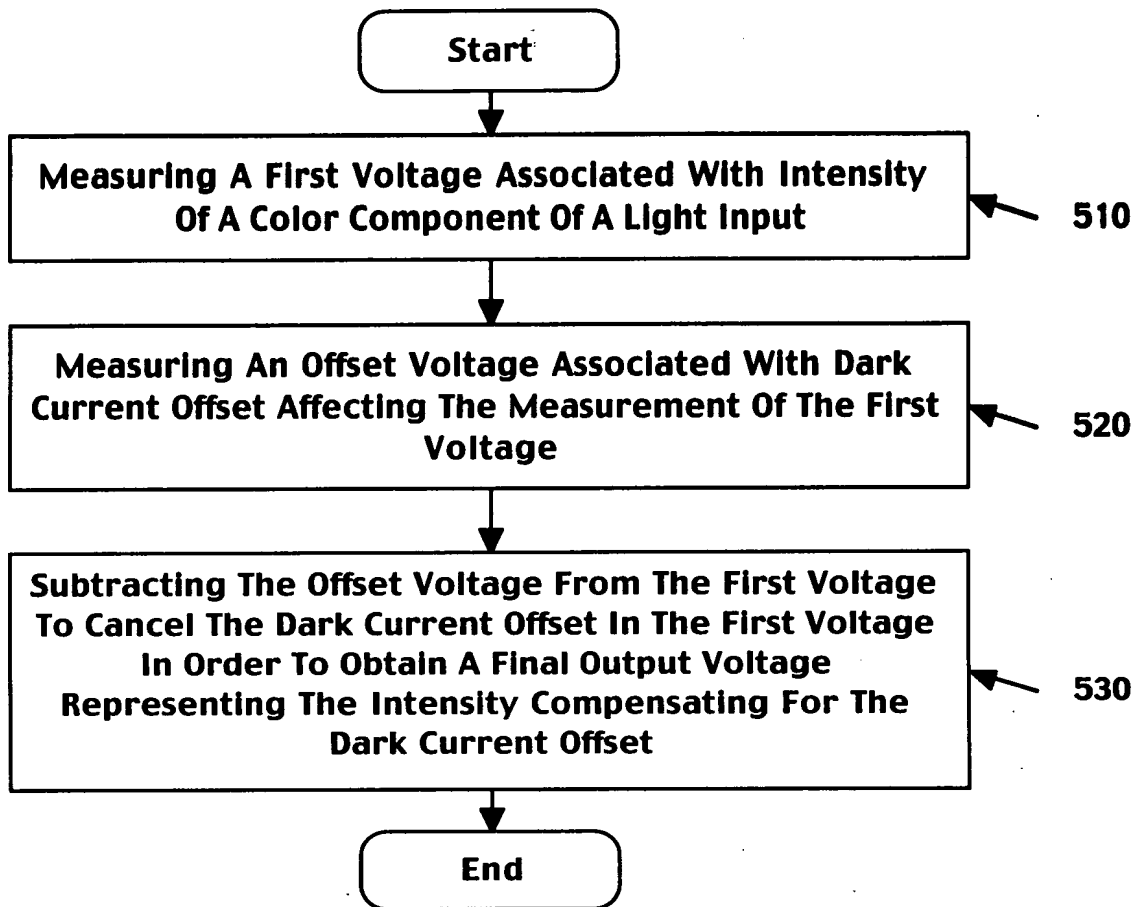 Start
Measuring A First Voltage Associated With Intensity
Of A Color Component Of A Light Input
510
Measuring An Offset Voltage Associated With Dark
Current Offset Affecting The Measurement Of The First
Voltage
520
Subtracting The Offset Voltage From The First Voltage
To Cancel The Dark Current Offset In The First Voltage
In Order To Obtain A Final Output Voltage
Representing The Intensity Compensating For The
Dark Current Offset
530
End